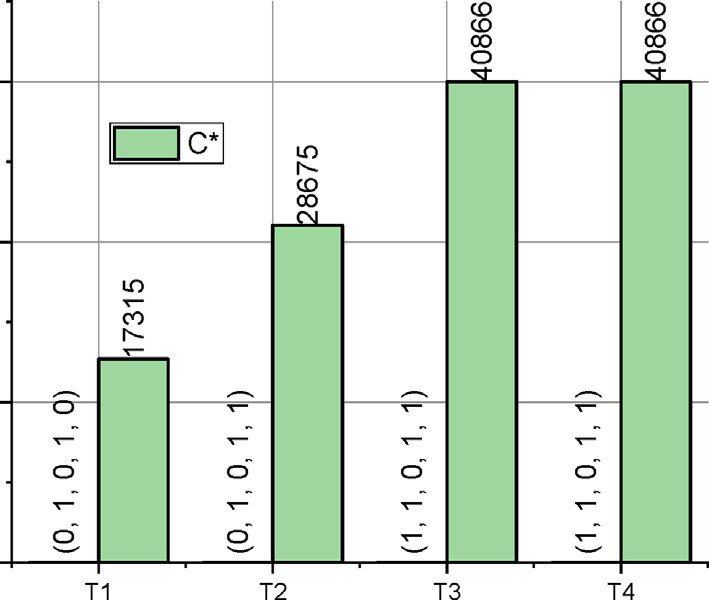 40866
40866
C*
28675
17315
(0, 1, 0, 1, 0)
(0, 1, 0, 1, 1)
(1, 1, 0, 1, 1)
(1, 1, 0, 1, 1)
T1
T2
T3
T4